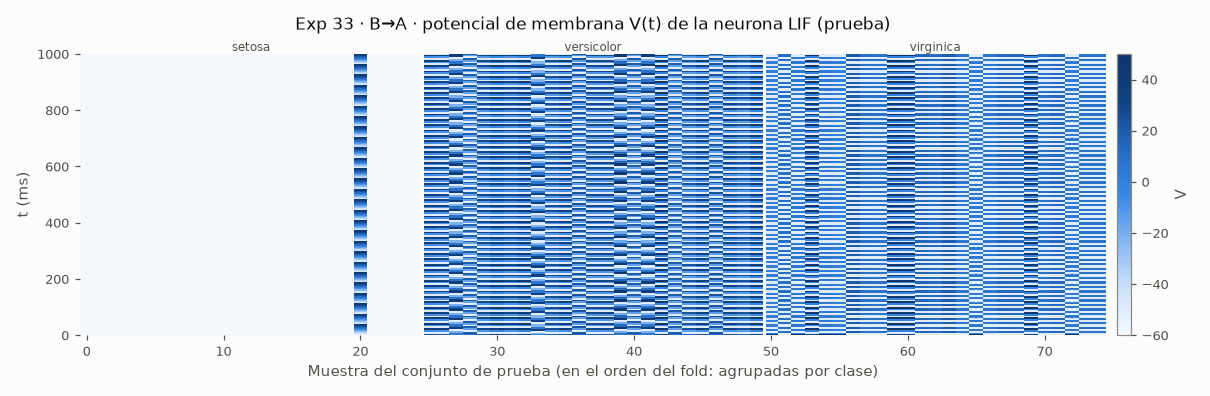 Exp 33 · B→A · potencial de membrana V(t) de la neurona LIF (prueba)
setosa versicolor virginica
1000
800
600
400
200
0
t (ms)
0 10 20 30 40 50 60 70
Muestra del conjunto de prueba (en el orden del fold: agrupadas por clase)
40
20
0
−20
−40
−60
V